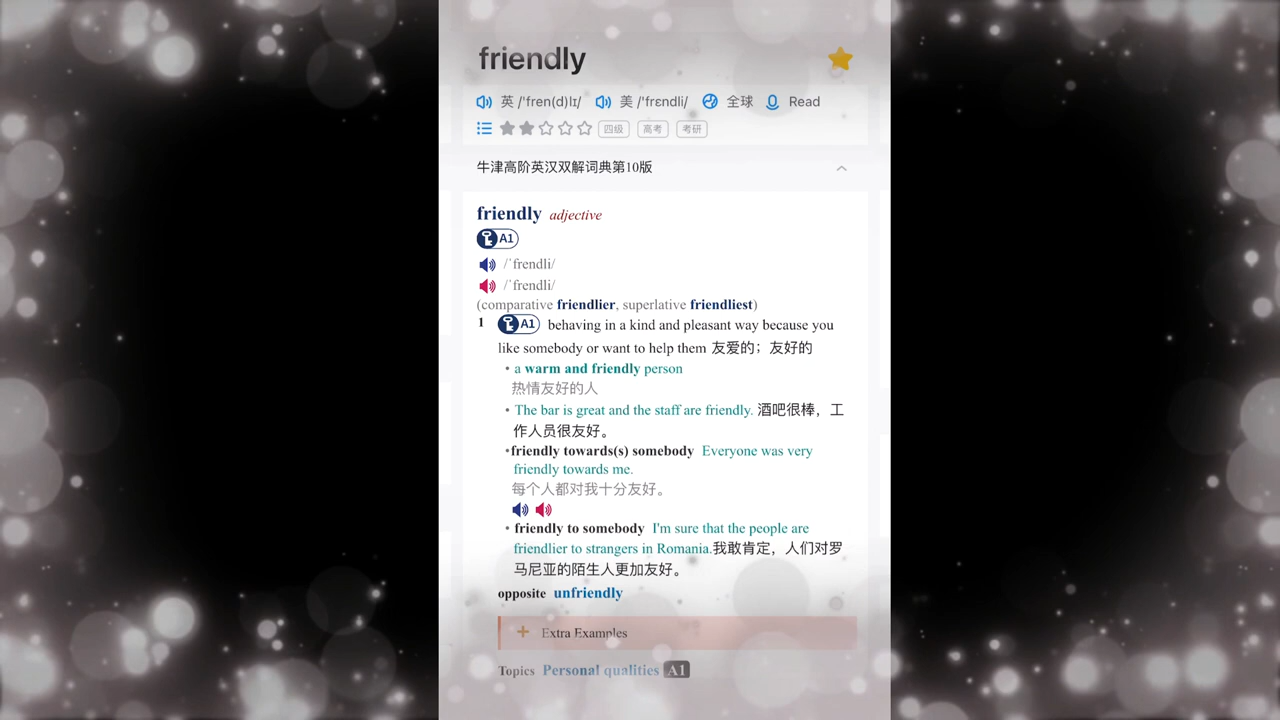 friendly
英 /'fren(d)lɪ/ 美 /'frɛndli/ 全球 Read
四级 高考 考研
牛津高阶英汉双解词典第10版
friendly adjective
A1
/ˈfrendli/
/ˈfrendli/
(comparative friendlier, superlative friendliest)
1 A1 behaving in a kind and pleasant way because you
like somebody or want to help them 友爱的；友好的
• a warm and friendly person
热情友好的人
• The bar is great and the staff are friendly. 酒吧很棒，工
作人员很友好。
•friendly towards(s) somebody Everyone was very
friendly towards me.
每个人都对我十分友好。
• friendly to somebody I'm sure that the people are
friendlier to strangers in Romania.我敢肯定，人们对罗
马尼亚的陌生人更加友好。
opposite unfriendly
+ Extra Examples
Topics Personal qualities A1